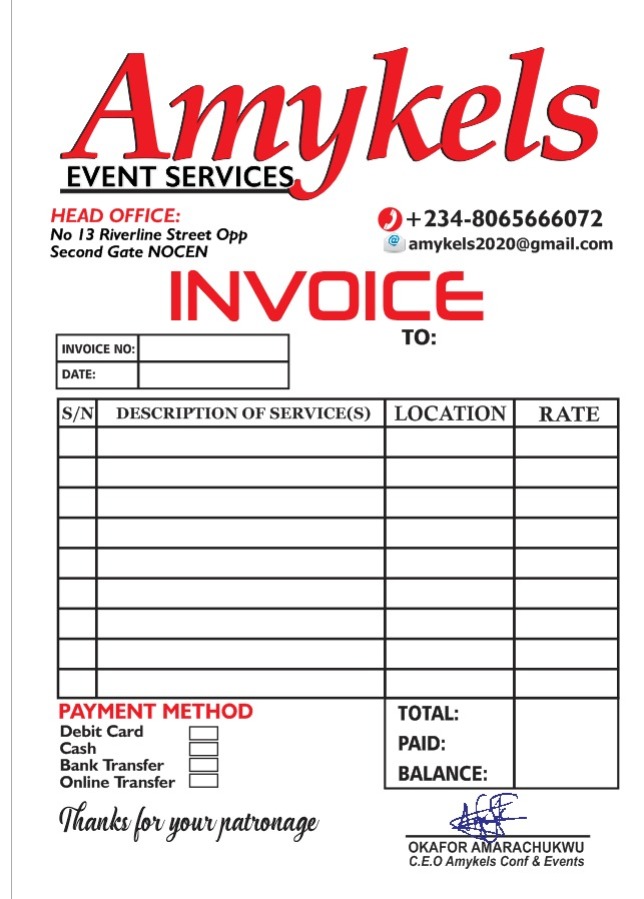 Amykels
EVENT SERVICES
HEAD OFFICE:
No 13 Riverline Street Opp
Second Gate NOCEN
+234-8065666072
amykels2020@gmail.com
INVOICE
TO:
INVOICE NO:
DATE:
S/N DESCRIPTION OF SERVICE(S) LOCATION RATE
PAYMENT METHOD
Debit Card
Cash
Bank Transfer
Online Transfer
TOTAL:
PAID:
BALANCE:
Thanks for your patronage
OKAFOR AMARACHUKWU
C.E.O Amykels Conf & Events